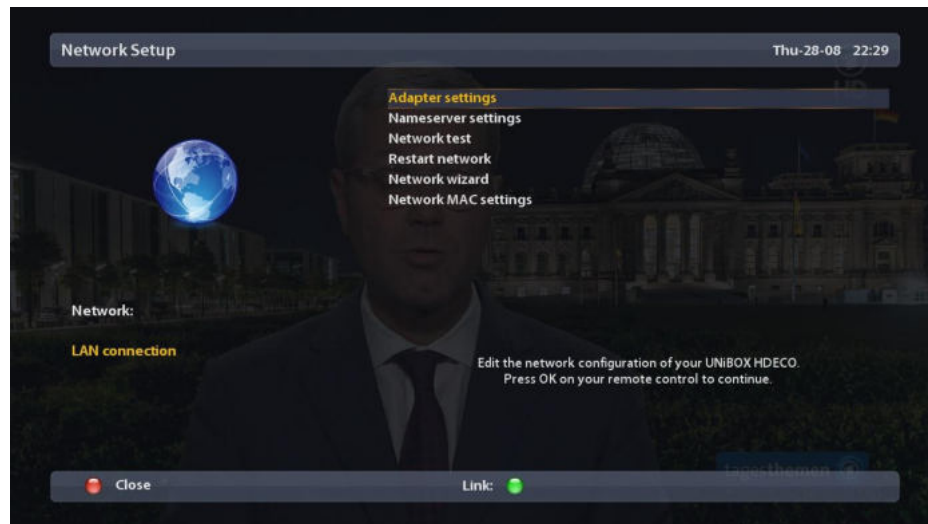 Network Setup
Thu-28-08 22:29
HD
Adapter settings
Nameserver settings
Network test
Restart network
Network wizard
Network MAC settings
Network:
LAN connection
Edit the network configuration of your UNiBOX HDECO.
Press OK on your remote control to continue.
tagesthemen
Close
Link: